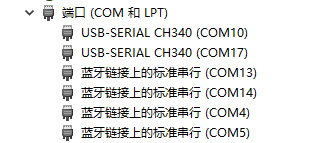 端口 (COM 和 LPT)
USB-SERIAL CH340 (COM10)
USB-SERIAL CH340 (COM17)
蓝牙链接上的标准串行 (COM13)
蓝牙链接上的标准串行 (COM14)
蓝牙链接上的标准串行 (COM4)
蓝牙链接上的标准串行 (COM5)